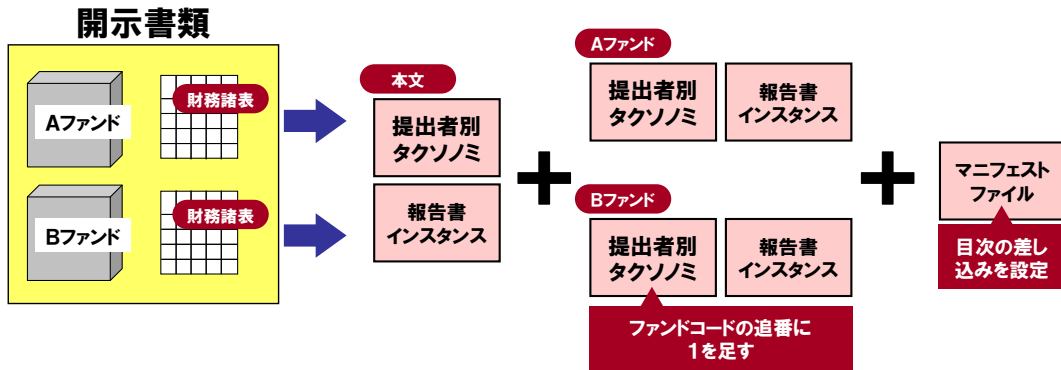 開示書類
Aファンド
財務諸表
Bファンド
財務諸表
本文
提出者別
タクソノミ
報告書
インスタンス
Aファンド
提出者別
タクソノミ
報告書
インスタンス
Bファンド
提出者別
タクソノミ
報告書
インスタンス
ファンドコードの追番に
1を足す
マニフェスト
ファイル
目次の差し
込みを設定